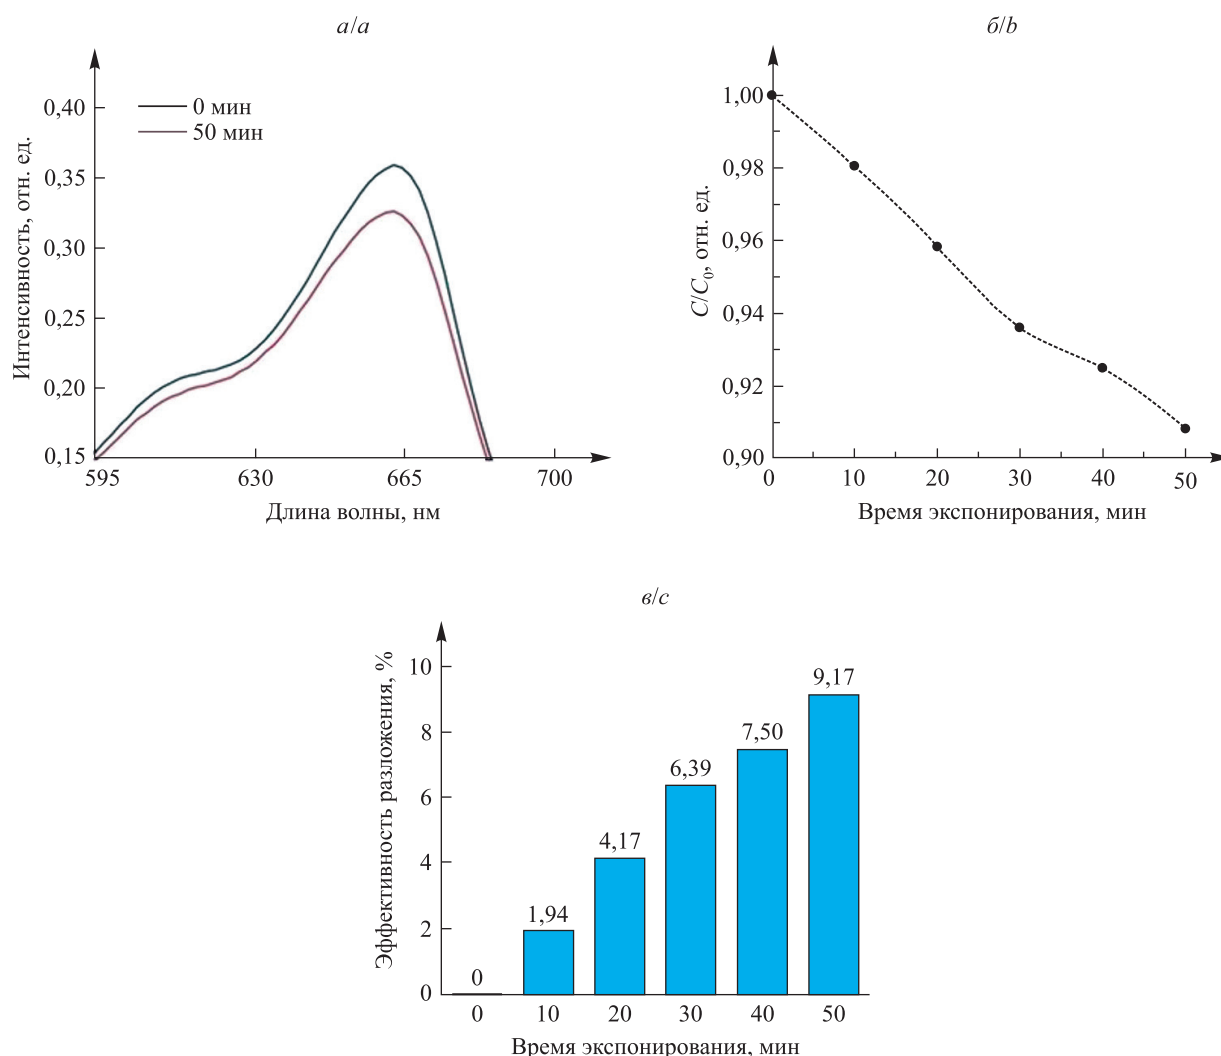 а/a
Интенсивность, отн. ед.
0,40
0,35
0,30
0,25
0,20
0,15
0 мин
50 мин
595 630 665 700
Длина волны, нм
б/b
C/C₀, отн. ед.
1,00
0,98
0,96
0,94
0,92
0,90
0 10 20 30 40 50
Время экспонирования, мин
в/c
Эффективность разложения, %
10
8
6
4
2
0
0 1,94 4,17 6,39 7,50 9,17
0 10 20 30 40 50
Время экспонирования, мин